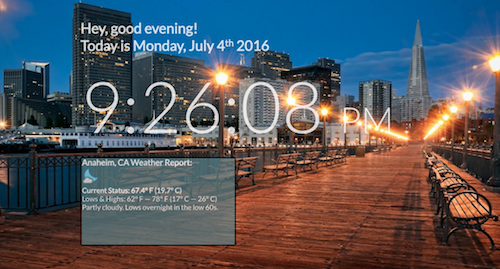 Hey, good evening!
Today is Monday, July 4th 2016
9:26:08 PM
Anaheim, CA Weather Report:
Current Status: 67.4° F (19.7° C)
Lows & Highs: 62° F — 78° F (17° C — 26° C)
Partly cloudy. Lows overnight in the low 60s.